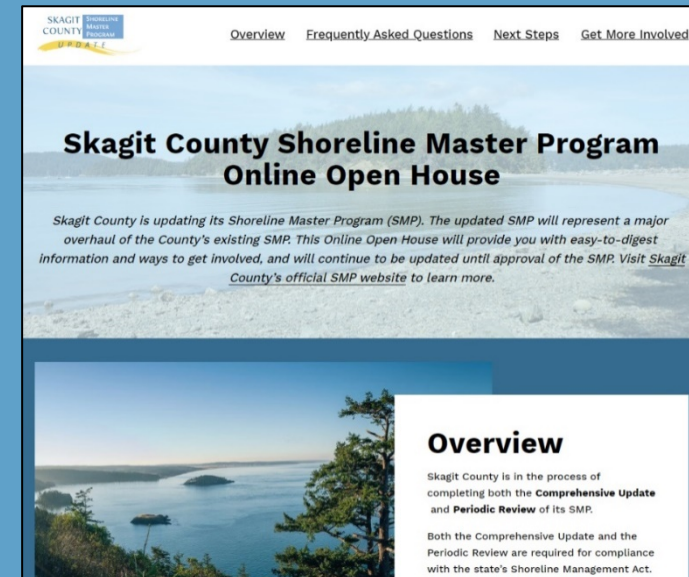 SKAGIT
COUNTY
SHORELINE
MASTER
PROGRAM
UPDATE
Overview Frequently Asked Questions Next Steps Get More Involved
Skagit County Shoreline Master Program
Online Open House
Skagit County is updating its Shoreline Master Program (SMP). The updated SMP will represent a major
overhaul of the County's existing SMP. This Online Open House will provide you with easy-to-digest
information and ways to get involved, and will continue to be updated until approval of the SMP. Visit Skagit
County's official SMP website to learn more.
Overview
Skagit County is in the process of
completing both the Comprehensive Update
and Periodic Review of its SMP.
Both the Comprehensive Update and the
Periodic Review are required for compliance
with the state's Shoreline Management Act.